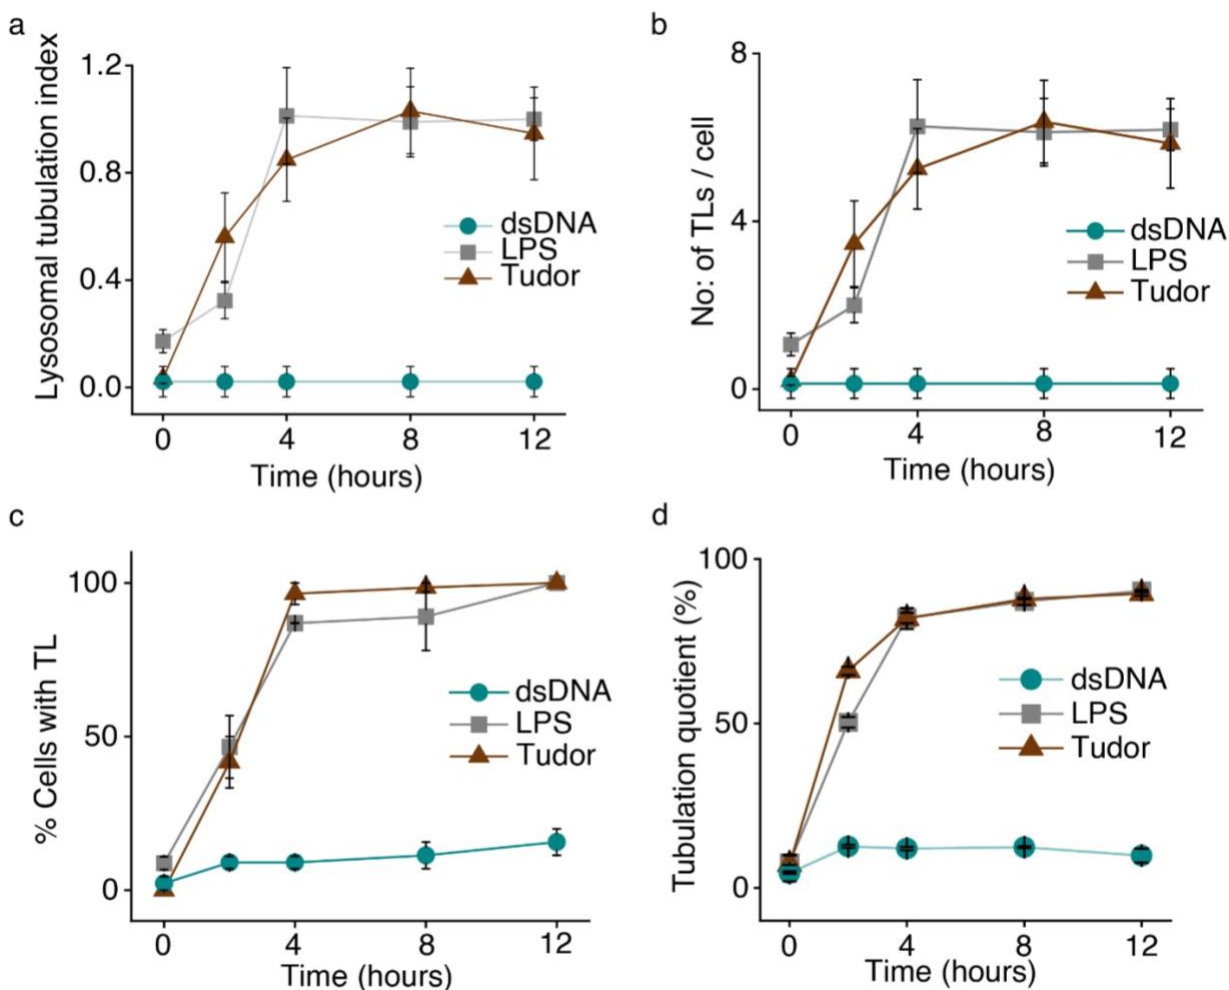 a
Lysosomal tubulation index
1.2
0.8
0.4
0.0
dsDNA
LPS
Tudor
0 4 8 12
Time (hours)
b
No: of TLs / cell
8
4
0
dsDNA
LPS
Tudor
0 4 8 12
Time (hours)
c
% Cells with TL
100
50
0
dsDNA
LPS
Tudor
0 4 8 12
Time (hours)
d
Tubulation quotient (%)
100
50
0
dsDNA
LPS
Tudor
0 4 8 12
Time (hours)